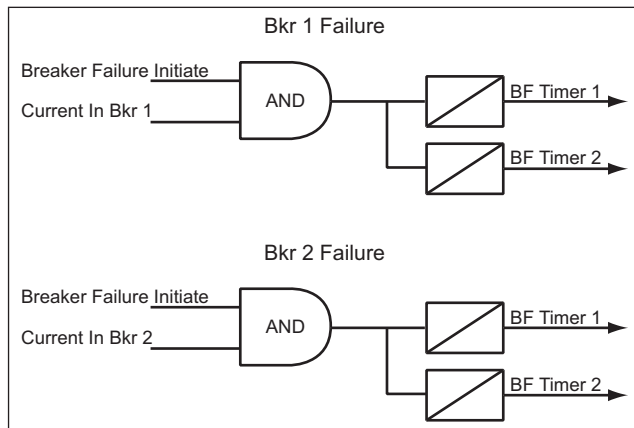 Bkr 1 Failure
Breaker Failure Initiate
Current In Bkr 1
AND
BF Timer 1
BF Timer 2
Bkr 2 Failure
Breaker Failure Initiate
Current In Bkr 2
AND
BF Timer 1
BF Timer 2